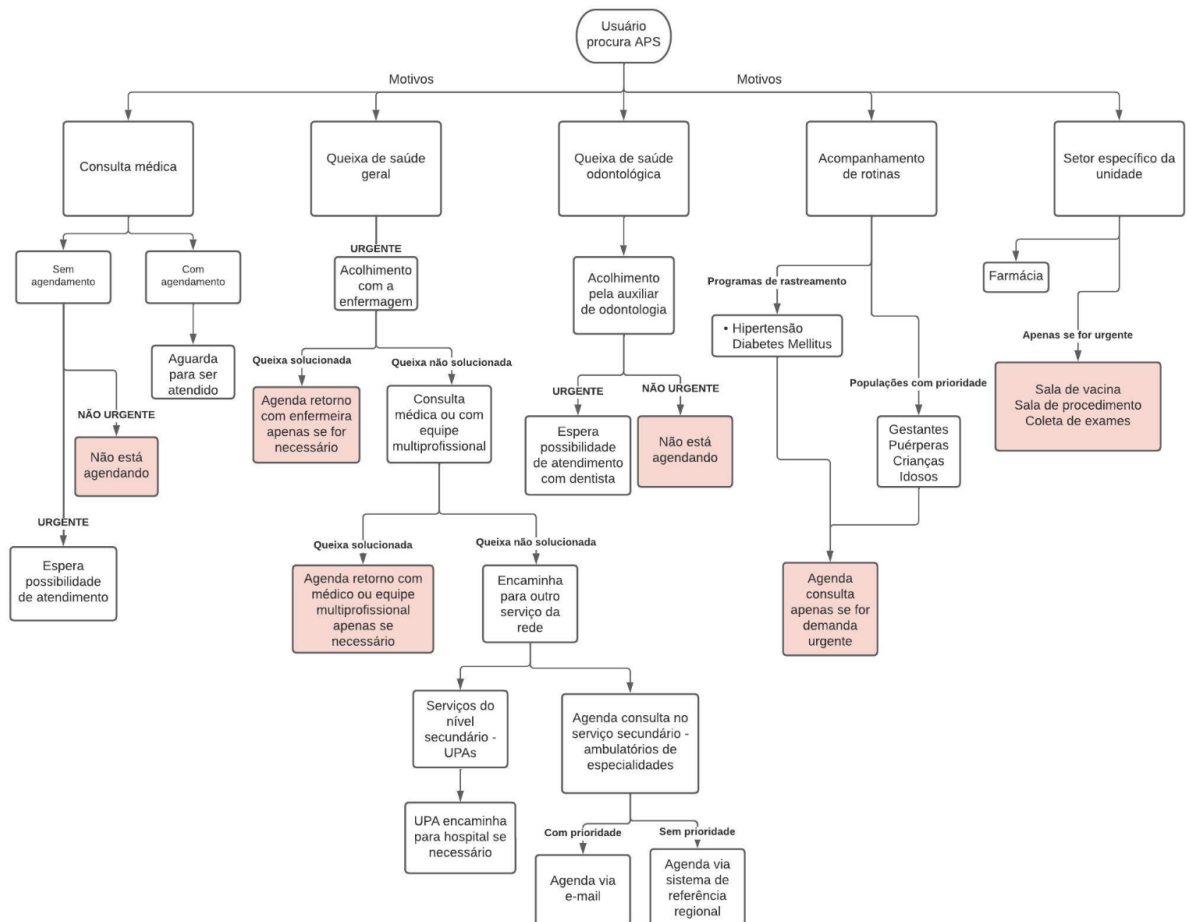 Usuário
procura APS
Motivos
Motivos
Consulta médica
Queixa de saúde
geral
Queixa de saúde
odontológica
Acompanhamento
de rotinas
Setor específico da
unidade
Sem
agendamento
Com
agendamento
Aguarda
para ser
atendido
NÃO URGENTE
Não está
agendando
URGENTE
Espera
possibilidade
de atendimento
URGENTE
Acolhimento
com a
enfermagem
Queixa solucionada
Agenda retorno
com enfermeira
apenas se for
necessário
Queixa não solucionada
Consulta
médica ou com
equipe
multiprofissional
Queixa solucionada
Agenda retorno com
médico ou equipe
multiprofissional
apenas se
necessário
Queixa não solucionada
Encaminha
para outro
serviço da
rede
Serviços do
nível
secundário -
UPAs
UPA encaminha
para hospital se
necessário
Agenda consulta no
serviço secundário -
ambulatórios de
especialidades
Com prioridade
Agenda via
e-mail
Sem prioridade
Agenda via
sistema de
referência
regional
Acolhimento
pela auxiliar
de odontologia
URGENTE
Espera
possibilidade
de atendimento
com dentista
NÃO URGENTE
Não está
agendando
Programas de rastreamento
• Hipertensão
Diabetes Mellitus
Populações com prioridade
Gestantes
Puérperas
Crianças
Idosos
Agenda
consulta
apenas se for
demanda
urgente
Farmácia
Apenas se for urgente
Sala de vacina
Sala de procedimento
Coleta de exames